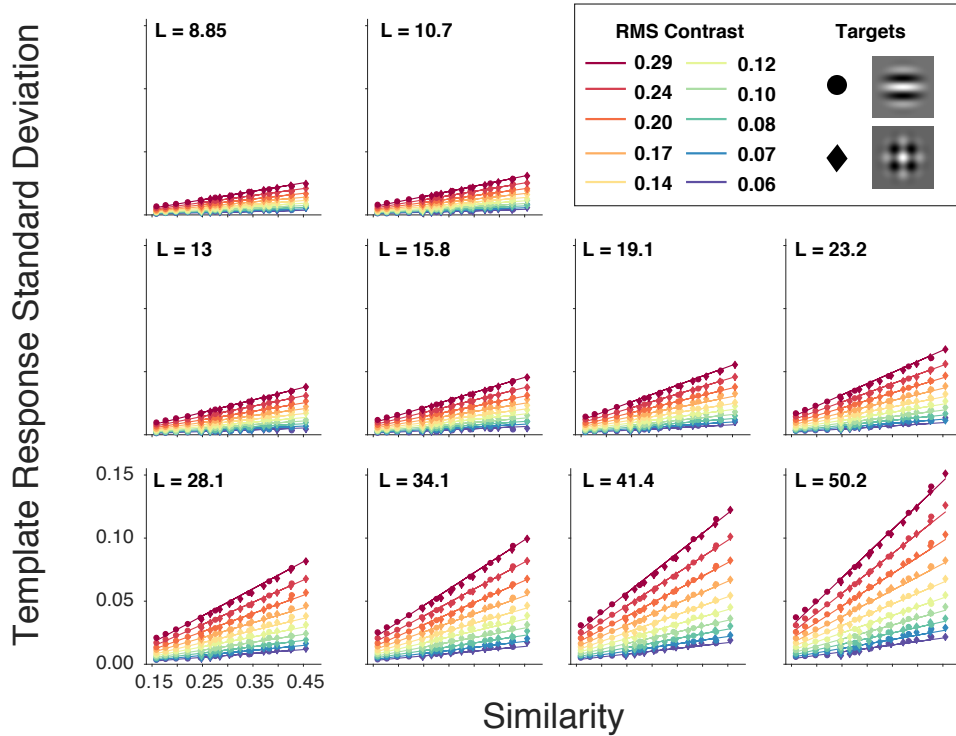 Template Response Standard Deviation
L = 8.85
L = 10.7
RMS Contrast
Targets
0.29
0.12
0.24
0.10
0.20
0.08
0.17
0.07
0.14
0.06
L = 13
L = 15.8
L = 19.1
L = 23.2
0.15
0.10
0.05
0.00
L = 28.1
L = 34.1
L = 41.4
L = 50.2
0.15 0.25 0.35 0.45
Similarity